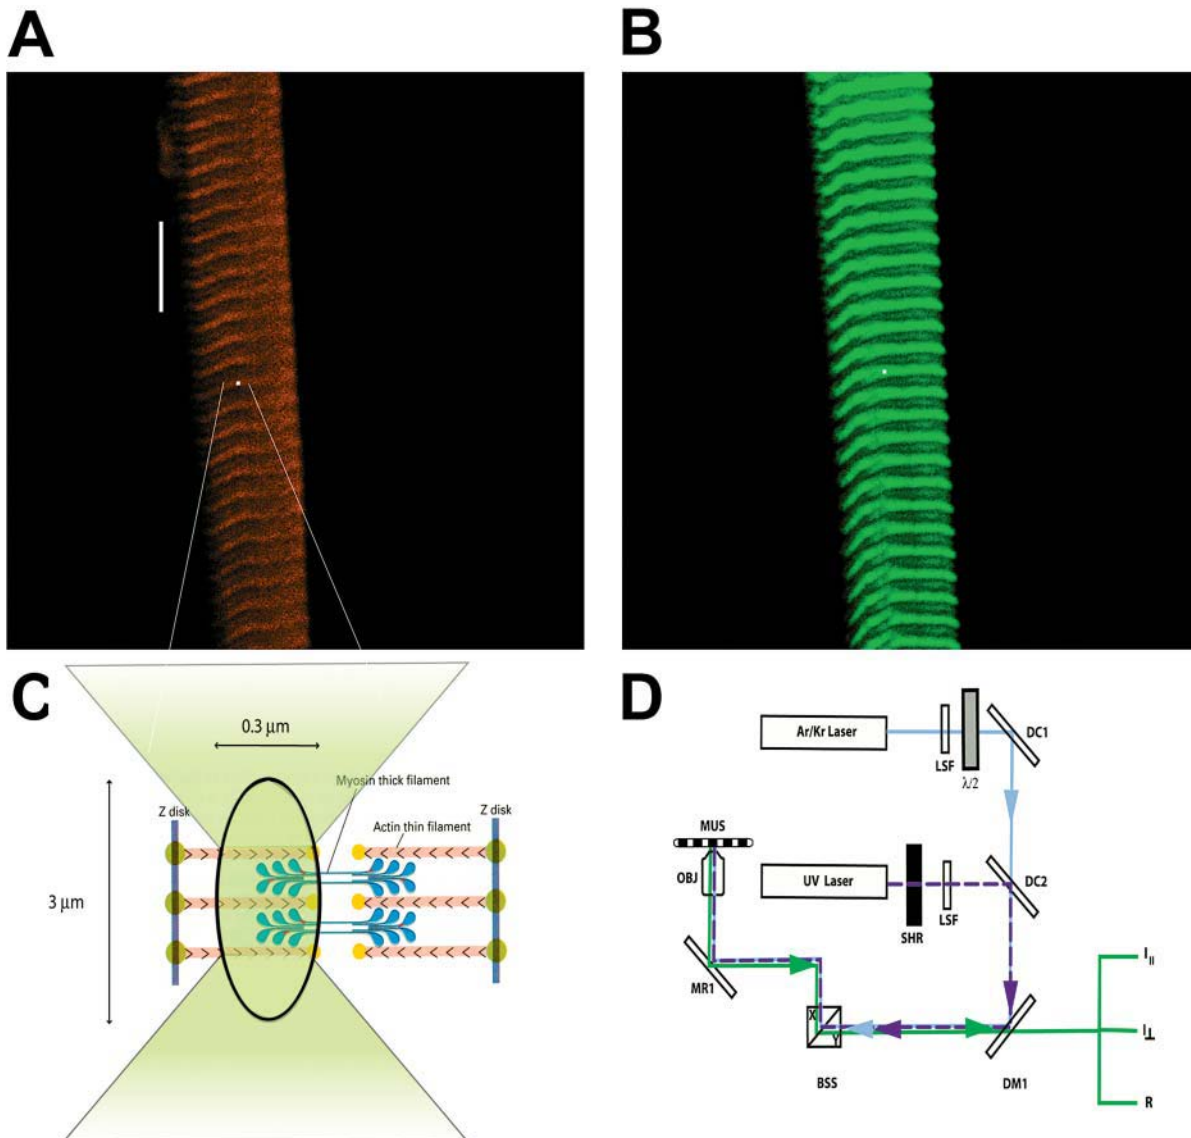 A
B
C
0.3 μm
Myosin thick filament
Z disk
Actin thin filament
Z disk
3 μm
D
Ar/Kr Laser
LSF
λ/2
DC1
MUS
OBJ
UV Laser
SHR
LSF
DC2
MR1
X
Y
BSS
DM1
I||
I⊥
R